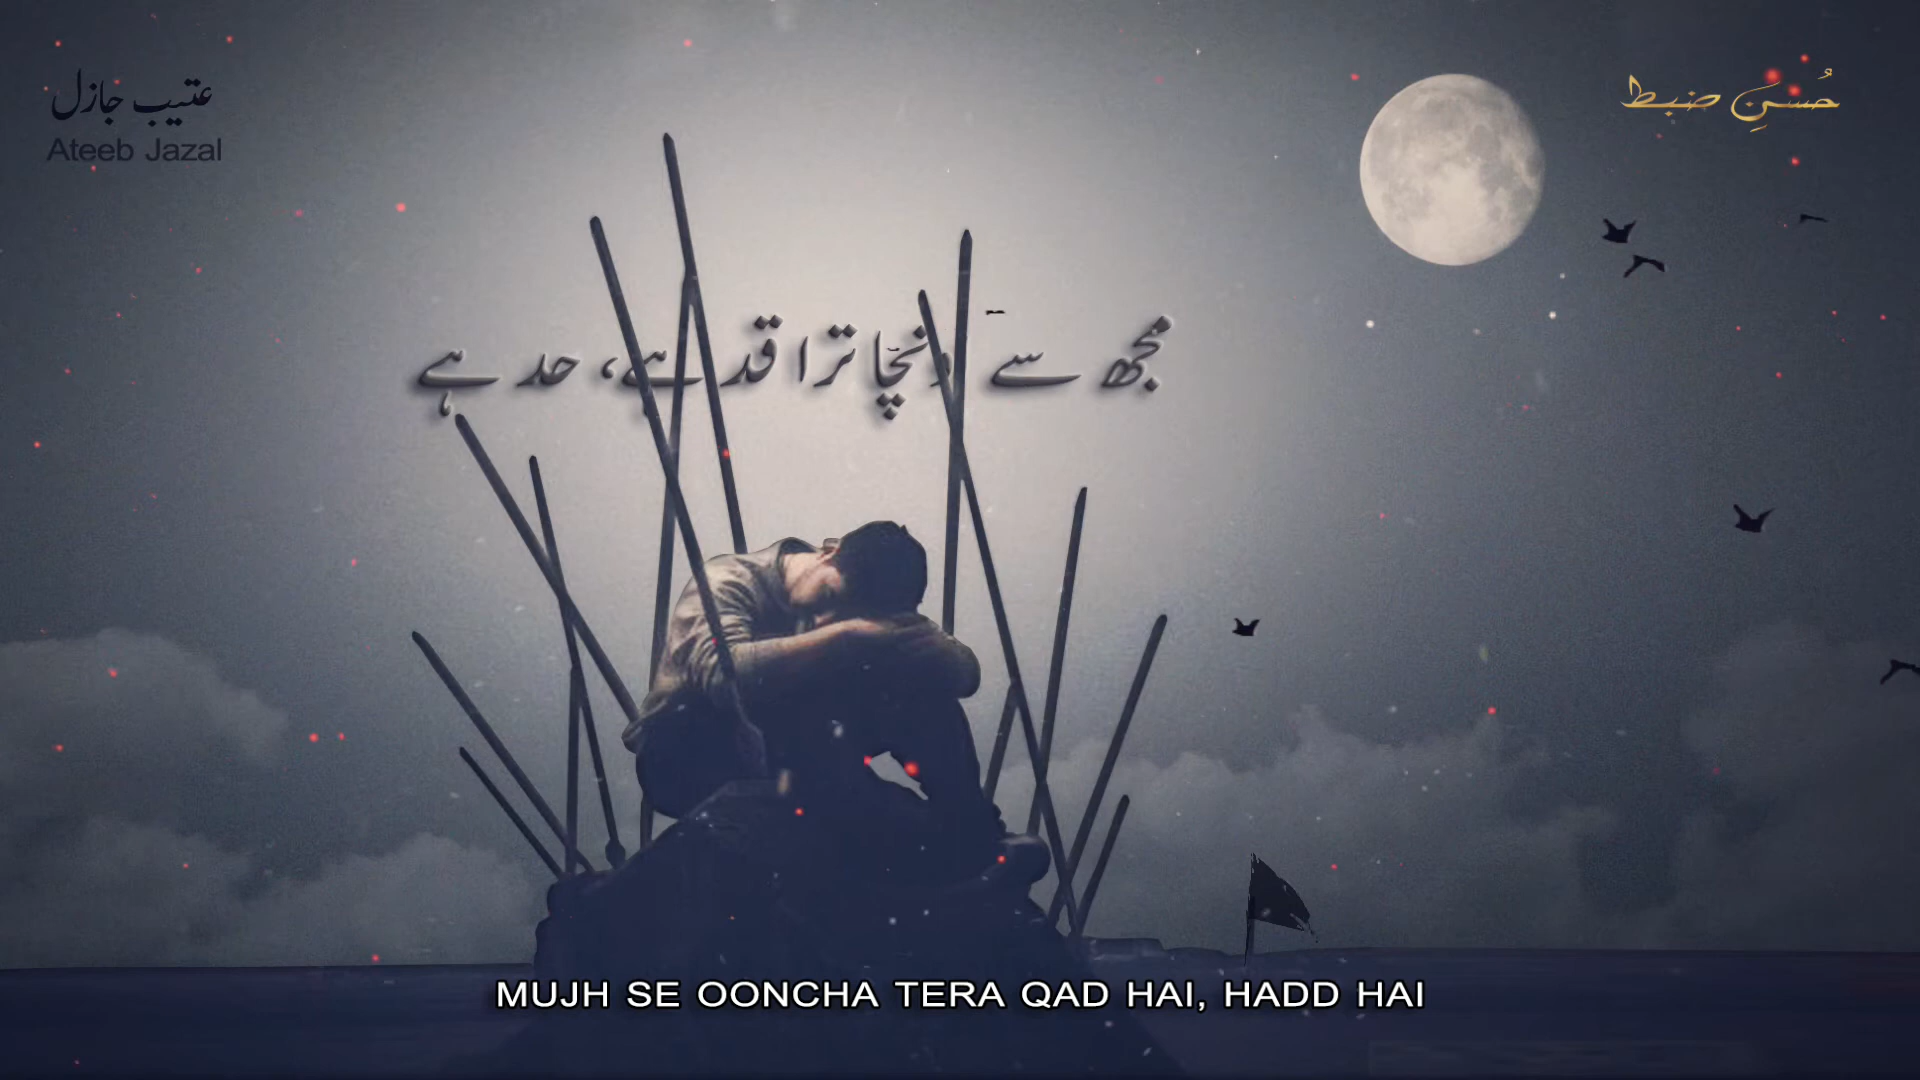 عتیب جازل
Ateeb Jazal
حُسنِ ضبط
مجھ سے اونچا ترا قد ہے، حد ہے
MUJH SE OONCHA TERA QAD HAI, HADD HAI